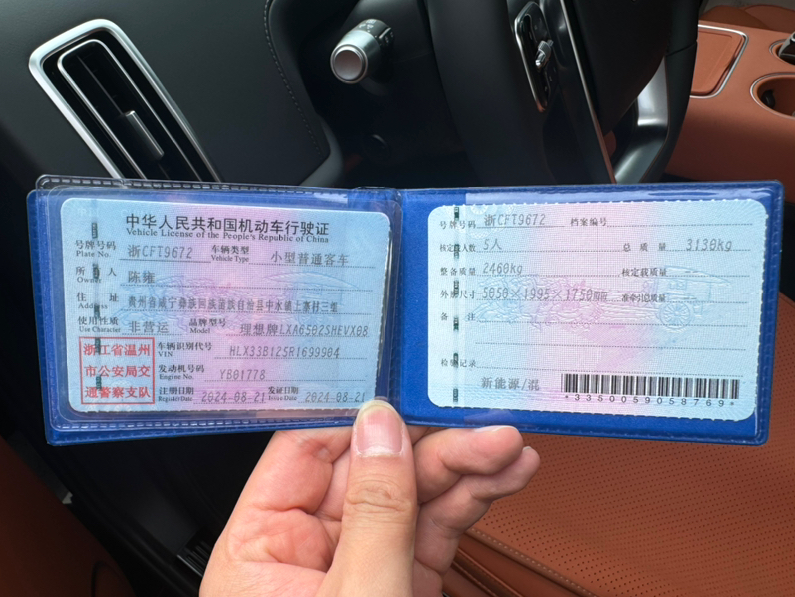 中华人民共和国机动车行驶证
Vehicle License of the People's Republic of China
号牌号码 浙CFT9672 车辆类型 小型普通客车
Plate No. Vehicle Type
所 人 陈雍
Owner
住 址 贵州省威宁彝族回族苗族自治县中水镇上寨村三组
Address
使用性质 非营运 品牌型号 理想牌LXA6502SHEVX08
Use Character Model
浙江省温州
市公安局交
通警察支队
车辆识别代号 HLX33B12SR1699904
VIN
发动机号码 YB01778
Engine No.
注册日期 2024-08-21 发证日期 2024-08-21
Register Date Issue Date
号牌号码 浙CFT9672 档案编号
核定载人数 5人 总 质 量 3130kg
整备质量 2460kg 核定载质量
外廓尺寸 5050×1995×1750mm 准牵引总质量
备 注
检验记录
新能源/混
*3350059058769*